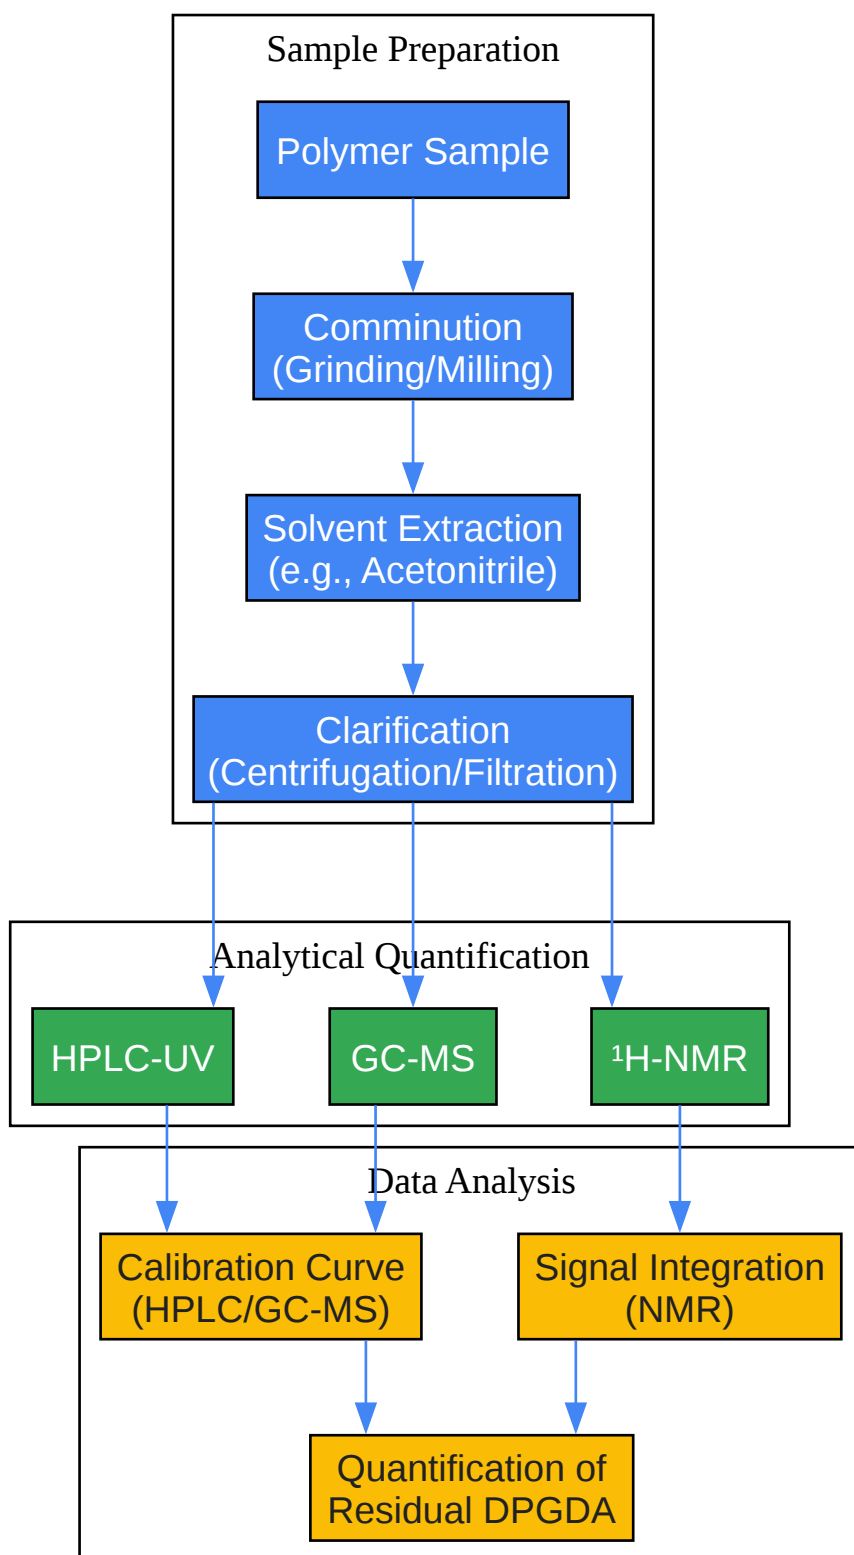 Sample Preparation
Polymer Sample
Comminution
(Grinding/Milling)
Solvent Extraction
(e.g., Acetonitrile)
Clarification
(Centrifugation/Filtration)
Analytical Quantification
HPLC-UV
GC-MS
¹H-NMR
Data Analysis
Calibration Curve
(HPLC/GC-MS)
Signal Integration
(NMR)
Quantification of
Residual DPGDA